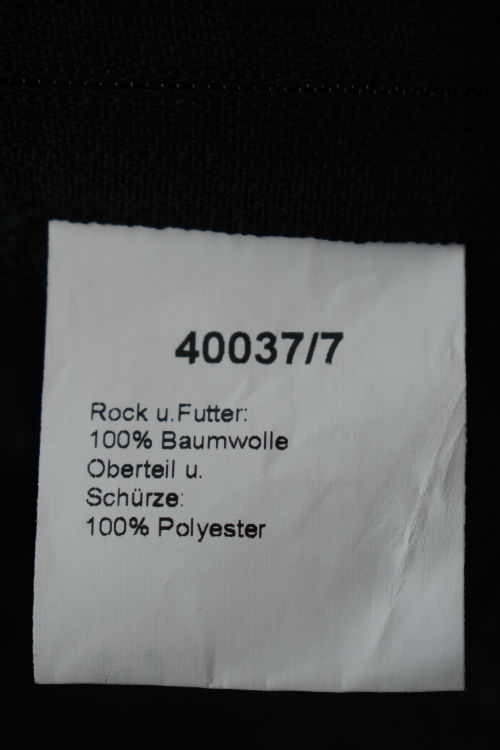 40037/7
Rock u.Futter:
100% Baumwolle
Oberteil u.
Schürze:
100% Polyester